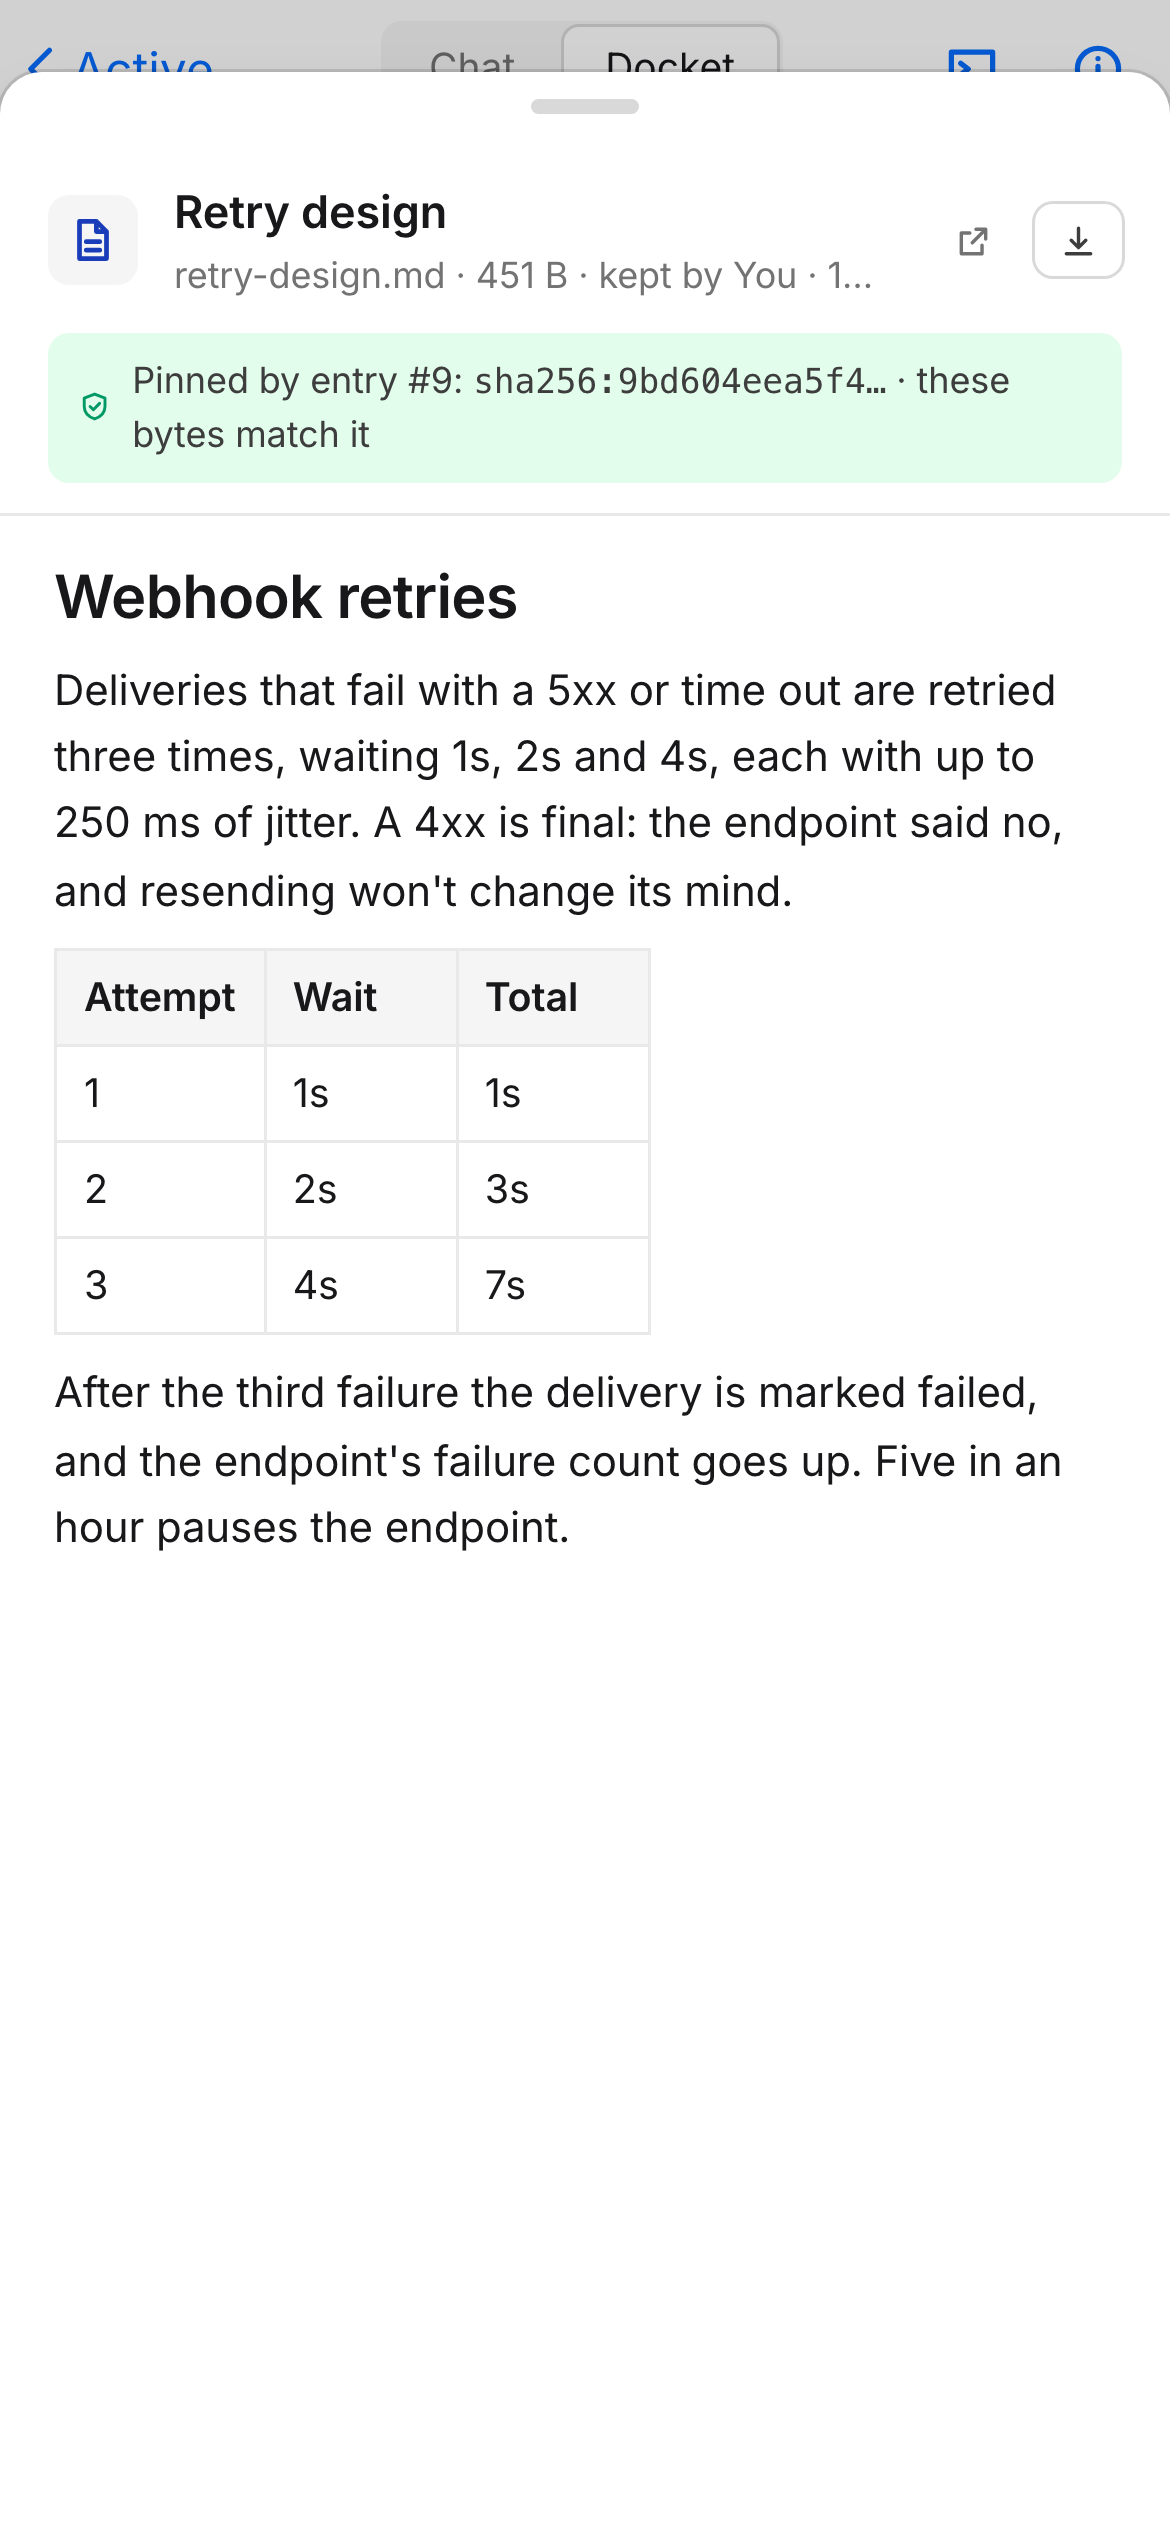 Active
Chat
Docket
Retry design
retry-design.md · 451 B · kept by You · 1...
Pinned by entry #9: sha256:9bd604eea5f4… · these
bytes match it
Webhook retries
Deliveries that fail with a 5xx or time out are retried
three times, waiting 1s, 2s and 4s, each with up to
250 ms of jitter. A 4xx is final: the endpoint said no,
and resending won't change its mind.
Attempt Wait Total
1 1s 1s
2 2s 3s
3 4s 7s
After the third failure the delivery is marked failed,
and the endpoint's failure count goes up. Five in an
hour pauses the endpoint.